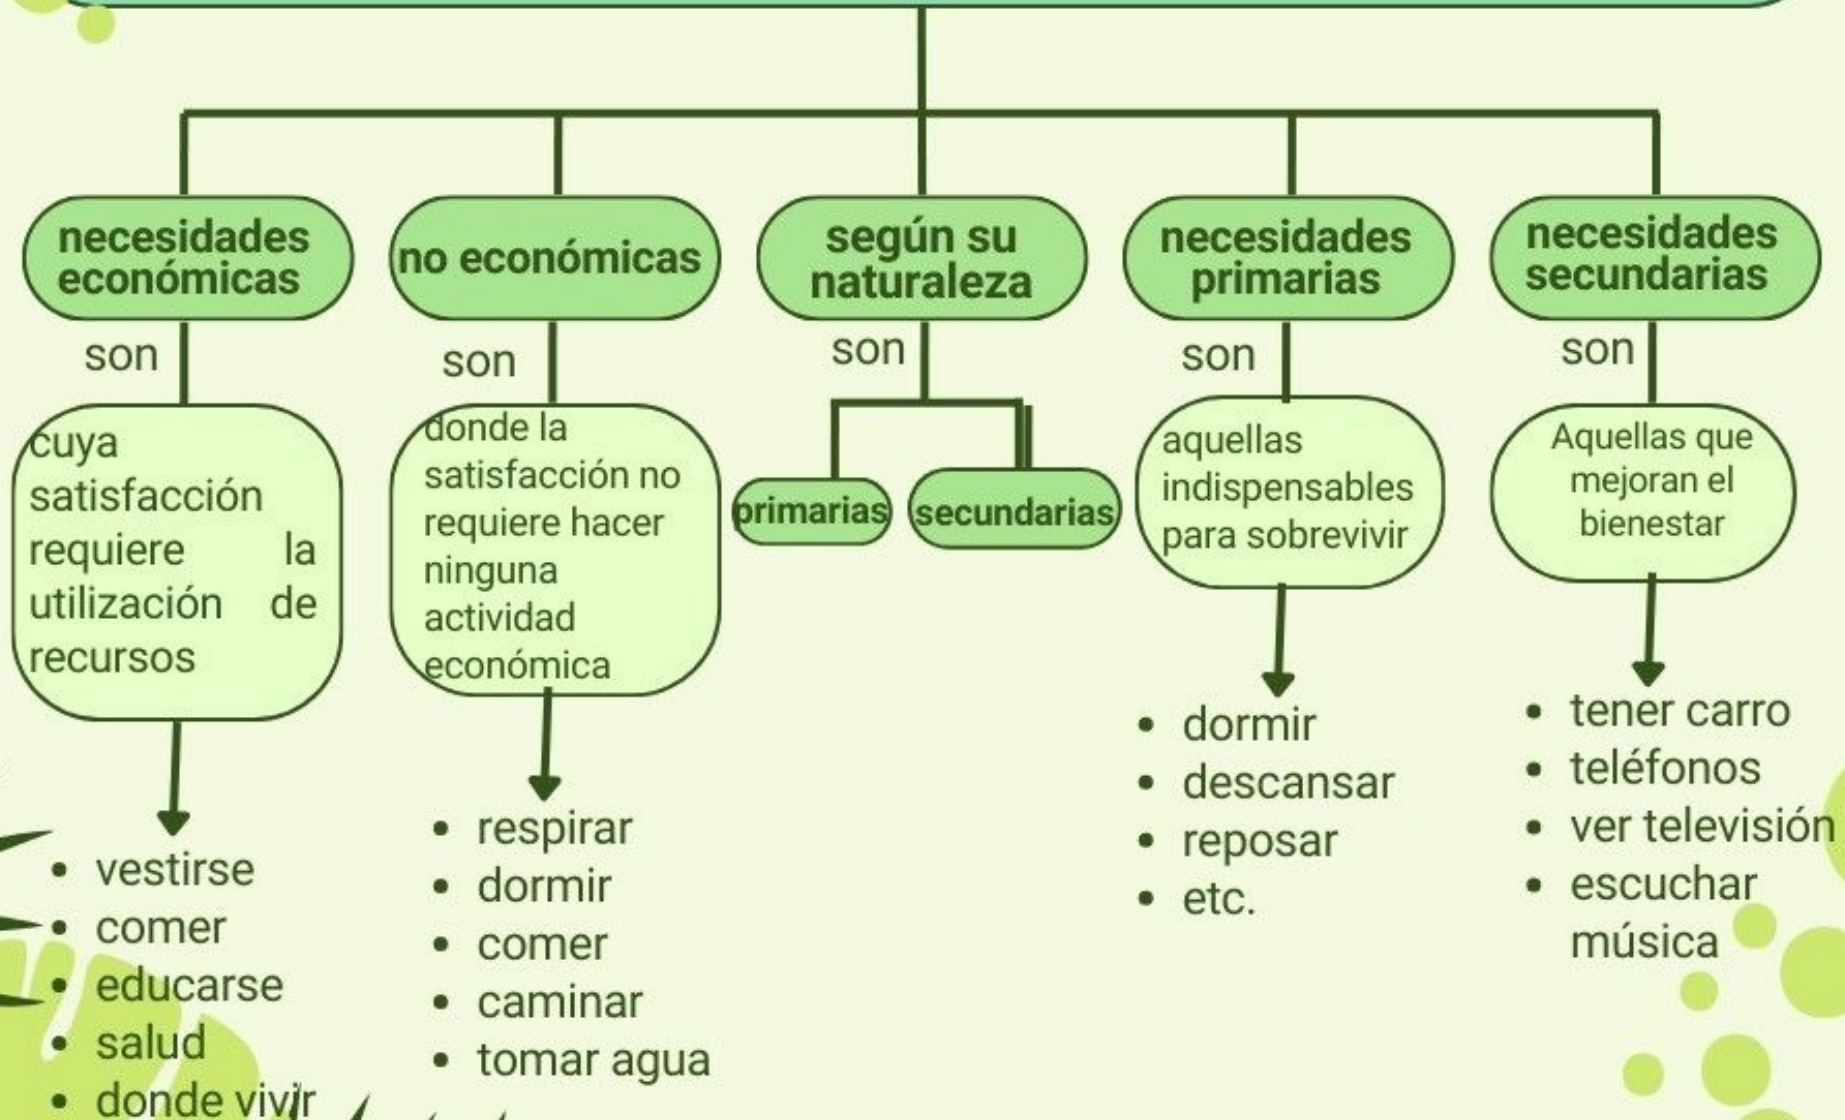 necesidades
económicas
son
cuya
satisfacción
requiere la
utilización de
recursos
• vestirse
• comer
• educarse
• salud
• donde vivir
no económicas
son
donde la
satisfacción no
requiere hacer
ninguna
actividad
económica
• respirar
• dormir
• comer
• caminar
• tomar agua
según su
naturaleza
son
primarias
secundarias
necesidades
primarias
son
aquellas
indispensables
para sobrevivir
• dormir
• descansar
• reposar
• etc.
necesidades
secundarias
son
Aquellas que
mejoran el
bienestar
• tener carro
• teléfonos
• ver televisión
• escuchar
música